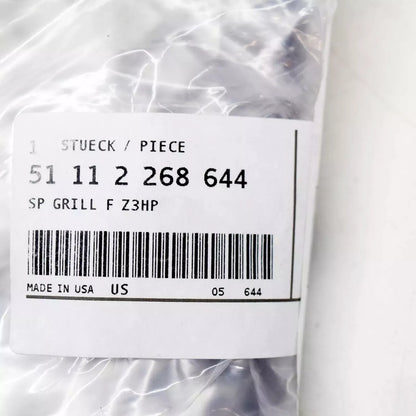 1 STUECK / PIECE
51 11 2 268 644
SP GRILL F Z3HP
MADE IN USA US 05 644